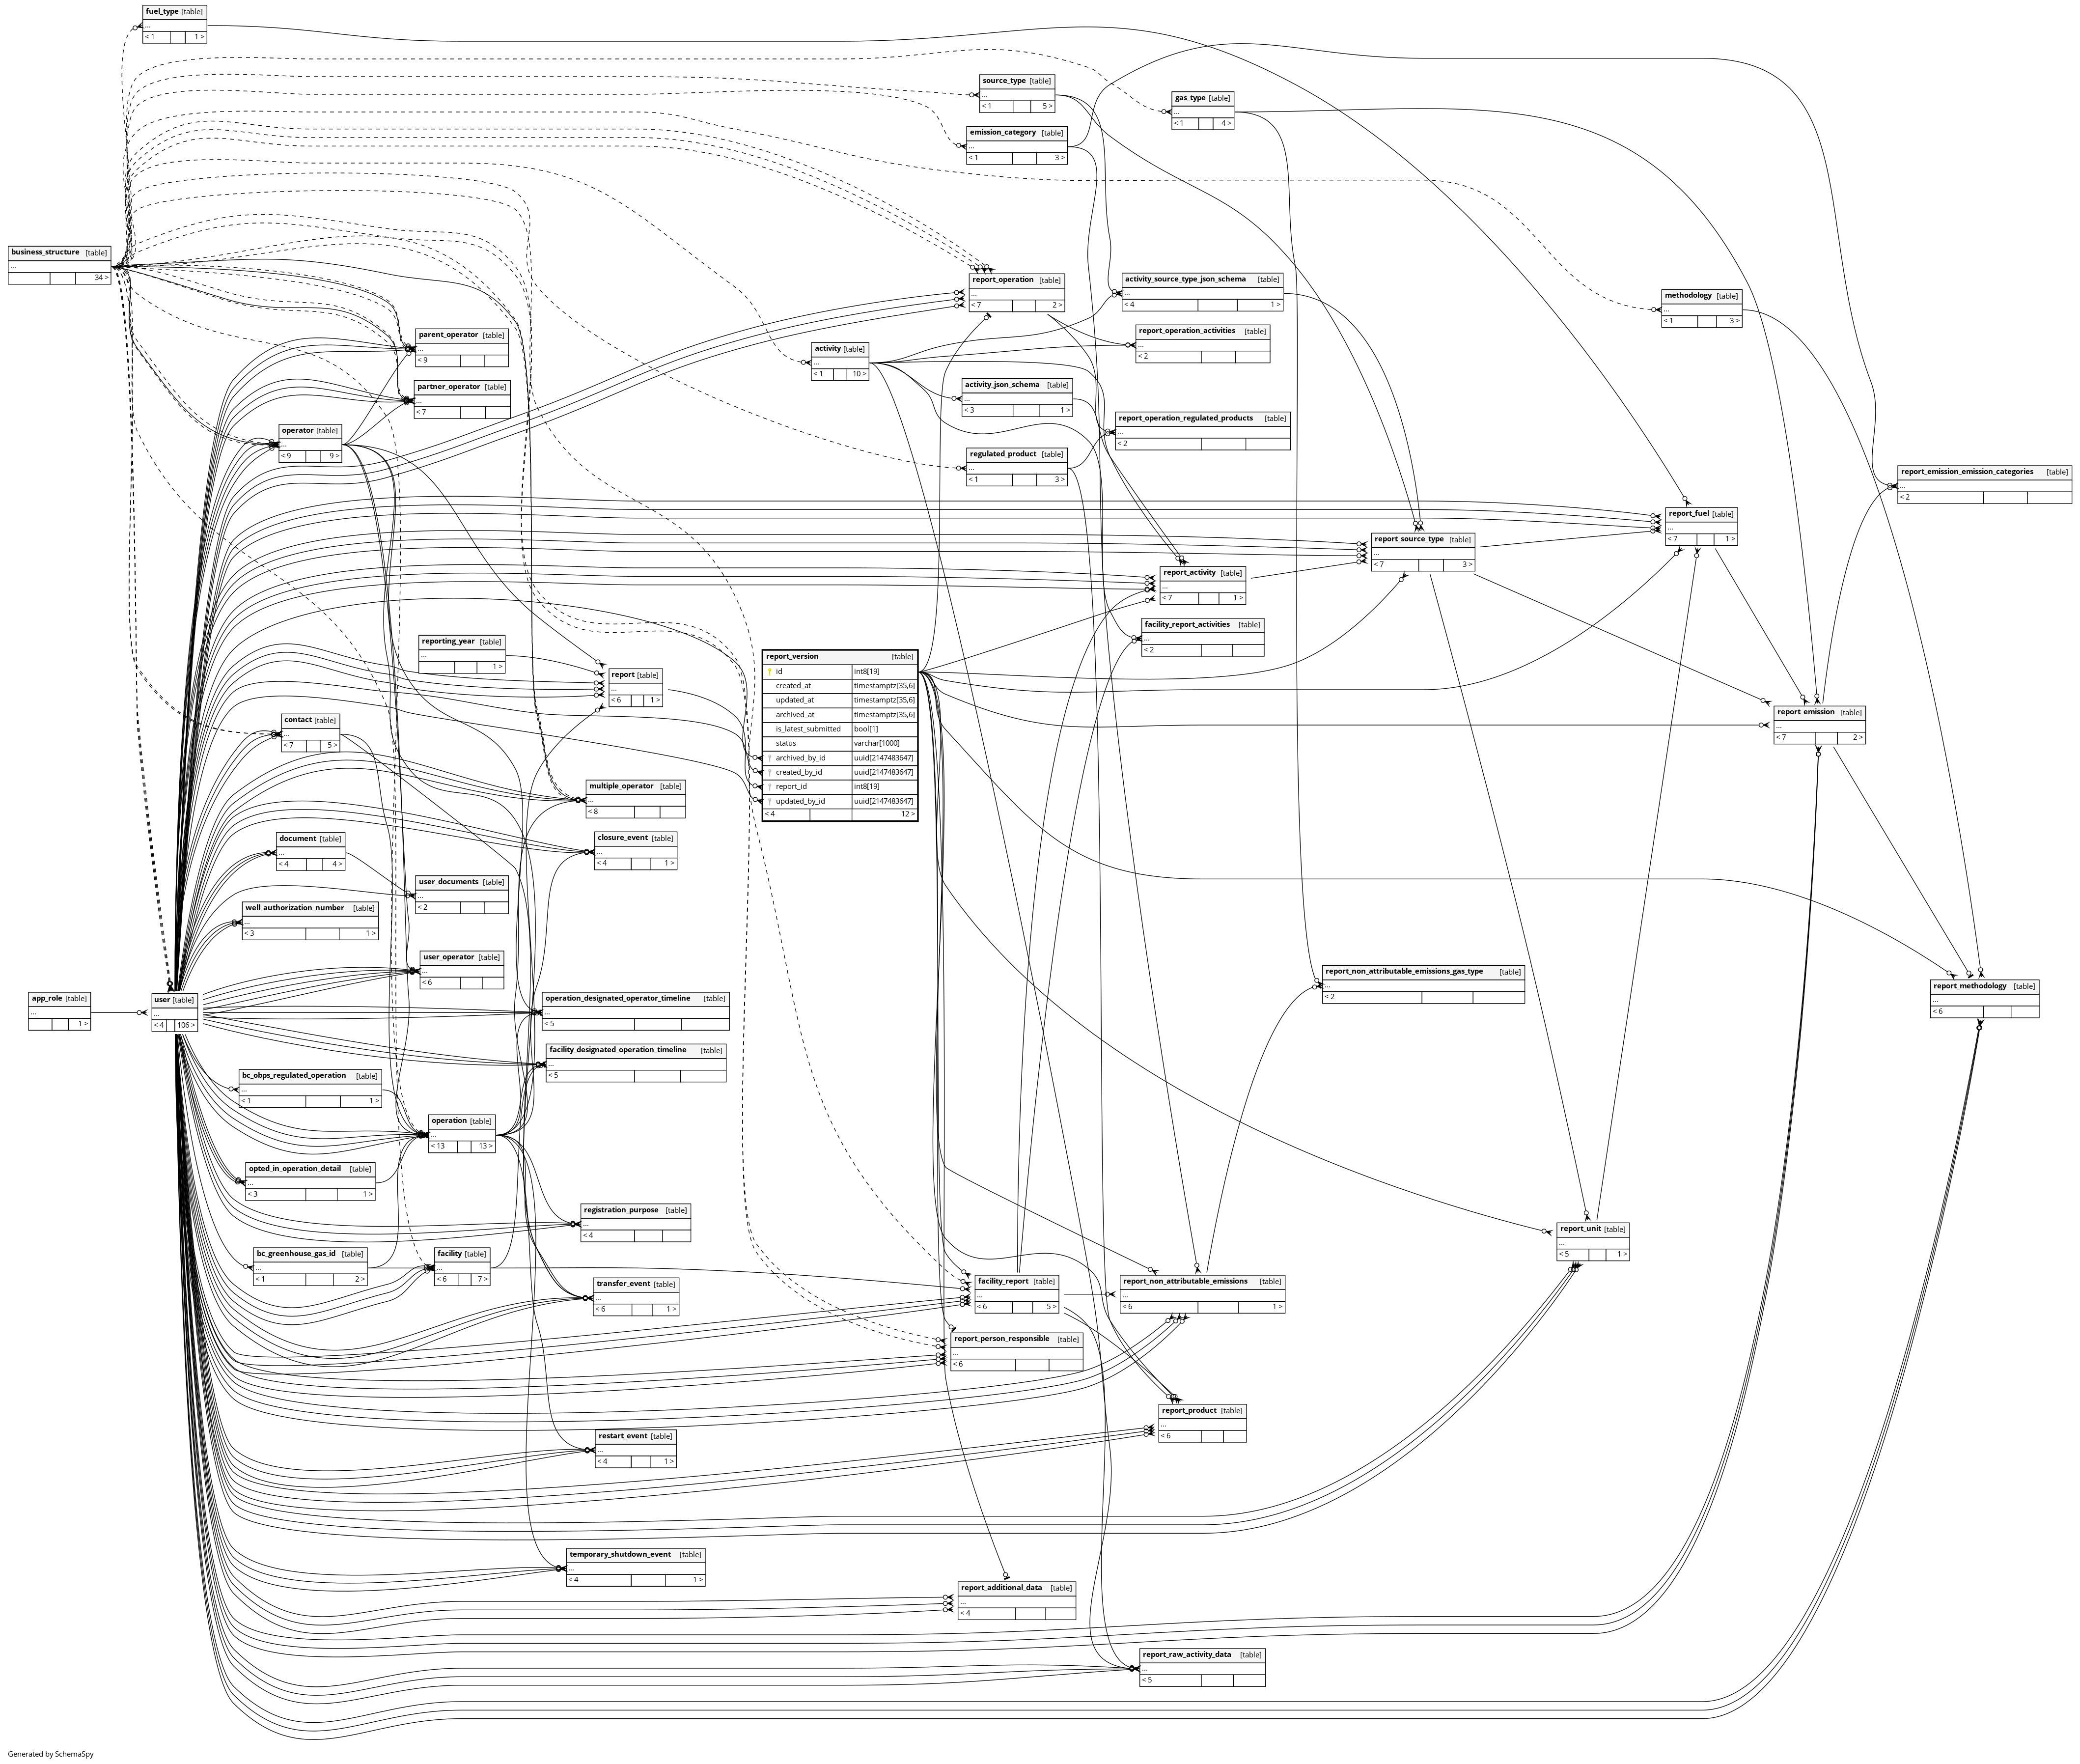 fuel_type [table]
...
< 1 1 >
source_type [table]
...
< 1 5 >
gas_type [table]
...
< 1 4 >
emission_category [table]
...
< 1 3 >
business_structure [table]
...
34 >
report_operation [table]
...
< 7 2 >
activity_source_type_json_schema [table]
...
< 4 1 >
methodology [table]
...
< 1 3 >
parent_operator [table]
...
< 9
report_operation_activities [table]
...
< 2
activity [table]
...
< 1 10 >
partner_operator [table]
...
< 7
activity_json_schema [table]
...
< 3 1 >
report_operation_regulated_products [table]
...
< 2
operator [table]
...
< 9 9 >
regulated_product [table]
...
< 1 3 >
report_emission_emission_categories [table]
...
< 2
report_fuel [table]
...
< 7 1 >
report_source_type [table]
...
< 7 3 >
report_activity [table]
...
< 7 1 >
facility_report_activities [table]
...
< 2
reporting_year [table]
...
1 >
report [table]
...
< 6 1 >
report_version [table]
id int8[19]
created_at timestamptz[35,6]
updated_at timestamptz[35,6]
archived_at timestamptz[35,6]
is_latest_submitted bool[1]
status varchar[1000]
archived_by_id uuid[2147483647]
created_by_id uuid[2147483647]
report_id int8[19]
updated_by_id uuid[2147483647]
< 4 12 >
report_emission [table]
...
< 7 2 >
contact [table]
...
< 7 5 >
multiple_operator [table]
...
< 8
document [table]
...
< 4 4 >
closure_event [table]
...
< 4 1 >
user_documents [table]
...
< 2
well_authorization_number [table]
...
< 3 1 >
user_operator [table]
...
< 6
report_non_attributable_emissions_gas_type [table]
...
< 2
report_methodology [table]
...
< 6
app_role [table]
...
1 >
user [table]
...
< 4 106 >
operation_designated_operator_timeline [table]
...
< 5
facility_designated_operation_timeline [table]
...
< 5
bc_obps_regulated_operation [table]
...
< 1 1 >
operation [table]
...
< 13 13 >
opted_in_operation_detail [table]
...
< 3 1 >
registration_purpose [table]
...
< 4
report_unit [table]
...
< 5 1 >
bc_greenhouse_gas_id [table]
...
< 1 2 >
facility [table]
...
< 6 7 >
transfer_event [table]
...
< 6 1 >
facility_report [table]
...
< 6 5 >
report_non_attributable_emissions [table]
...
< 6 1 >
report_person_responsible [table]
...
< 6
report_product [table]
...
< 6
restart_event [table]
...
< 4 1 >
temporary_shutdown_event [table]
...
< 4 1 >
report_additional_data [table]
...
< 4
report_raw_activity_data [table]
...
< 5
Generated by SchemaSpy